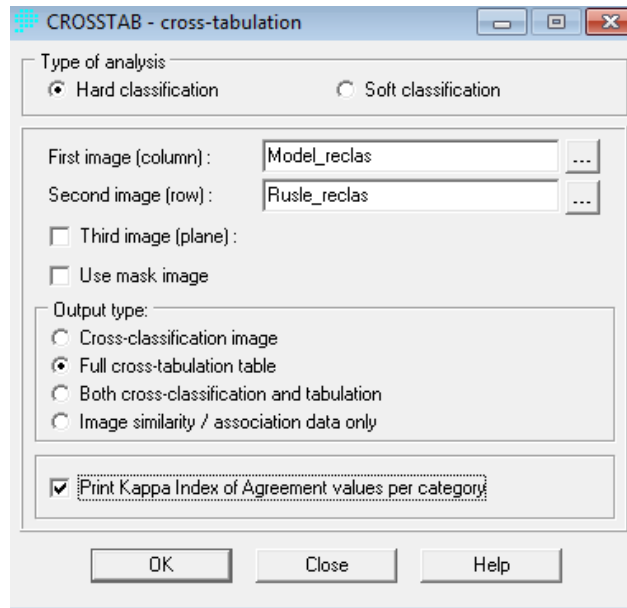 CROSSTAB - cross-tabulation
Type of analysis
Hard classification Soft classification
First image (column) : Model_reclas ...
Second image (row) : Rusle_reclas ...
Third image (plane) :
Use mask image
Output type:
Cross-classification image
Full cross-tabulation table
Both cross-classification and tabulation
Image similarity / association data only
Print Kappa Index of Agreement values per category
OK Close Help